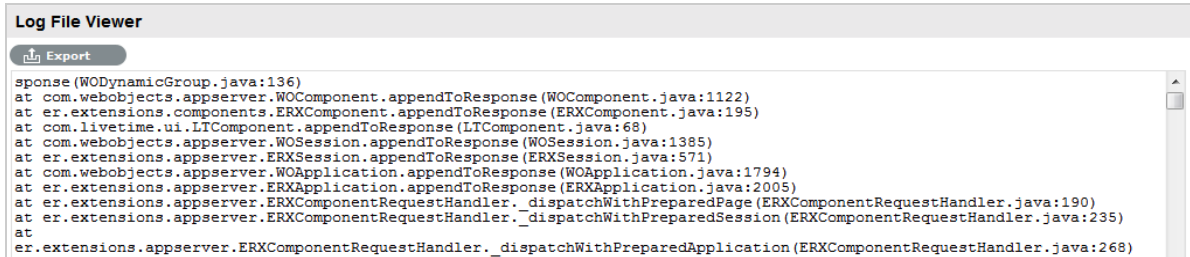 Log File Viewer
Export
sponse(WODynamicGroup.java:136)
at com.webobjects.appserver.WOComponent.appendToResponse(WOComponent.java:1122)
at er.extensions.components.ERXComponent.appendToResponse(ERXComponent.java:195)
at com.livetime.ui.LTComponent.appendToResponse(LTComponent.java:68)
at com.webobjects.appserver.WOSession.appendToResponse(WOSession.java:1385)
at er.extensions.appserver.ERXSession.appendToResponse(ERXSession.java:571)
at com.webobjects.appserver.WOApplication.appendToResponse(WOApplication.java:1794)
at er.extensions.appserver.ERXApplication.appendToResponse(ERXApplication.java:2005)
at er.extensions.appserver.ERXComponentRequestHandler._dispatchWithPreparedPage(ERXComponentRequestHandler.java:190)
at er.extensions.appserver.ERXComponentRequestHandler._dispatchWithPreparedSession(ERXComponentRequestHandler.java:235)
at
er.extensions.appserver.ERXComponentRequestHandler._dispatchWithPreparedApplication(ERXComponentRequestHandler.java:268)